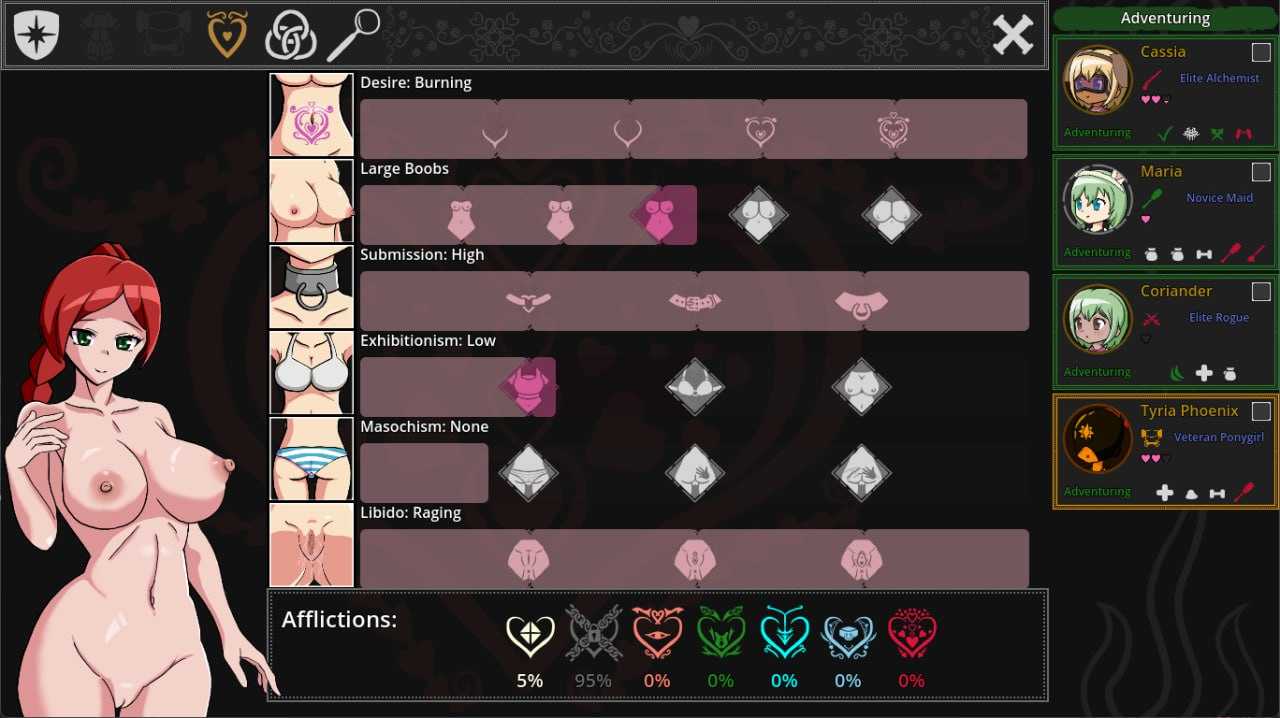 Adventuring
Cassia
Elite Alchemist
Adventuring
Maria
Novice Maid
Adventuring
Coriander
Elite Rogue
Adventuring
Tyria Phoenix
Veteran Ponygirl
Adventuring
Desire: Burning
Large Boobs
Submission: High
Exhibitionism: Low
Masochism: None
Libido: Raging
Afflictions:
5% 95% 0% 0% 0% 0% 0%